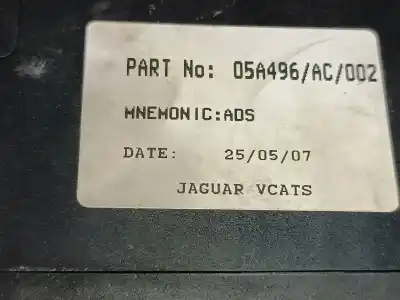 PART No: 05A496/AC/002
MNEMONIC:ADS
DATE: 25/05/07
JAGUAR VCATS